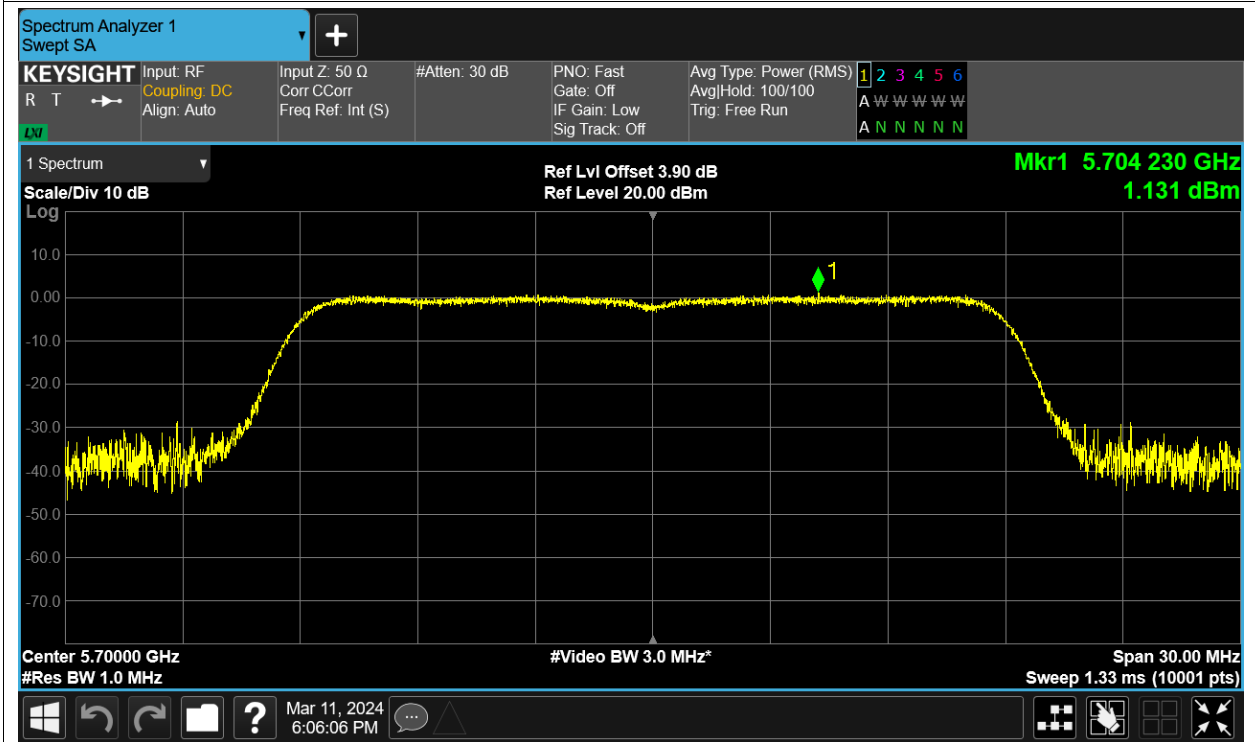 Spectrum Analyzer 1
Swept SA
+
KEYSIGHT
R T
LXI
Input: RF
Coupling: DC
Align: Auto
Input Z: 50 Ω
Corr CCorr
Freq Ref: Int (S)
#Atten: 30 dB
PNO: Fast
Gate: Off
IF Gain: Low
Sig Track: Off
Avg Type: Power (RMS)
Avg|Hold: 100/100
Trig: Free Run
1 2 3 4 5 6
A W W W W W
A N N N N N
1 Spectrum
Scale/Div 10 dB
Log
Ref Lvl Offset 3.90 dB
Ref Level 20.00 dBm
Mkr1 5.704 230 GHz
1.131 dBm
10.0
0.00
-10.0
-20.0
-30.0
-40.0
-50.0
-60.0
-70.0
1
Center 5.70000 GHz
#Res BW 1.0 MHz
#Video BW 3.0 MHz*
Span 30.00 MHz
Sweep 1.33 ms (10001 pts)
?
Mar 11, 2024
6:06:06 PM